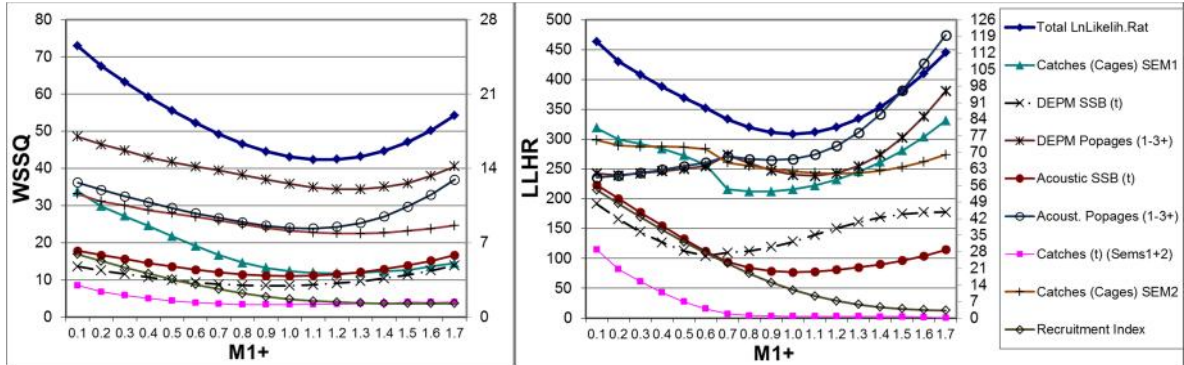 80 70 60 50 40 30 20 10 0
WSSQ
28 21 14 7 0
0.1 0.2 0.3 0.4 0.5 0.6 0.7 0.8 0.9 1.0 1.1 1.2 1.3 1.4 1.5 1.6 1.7
M1+
500 450 400 350 300 250 200 150 100 50 0
LLHR
126 119 112 105 98 91 84 77 70 63 56 49 42 35 28 21 14 7 0
0.1 0.2 0.3 0.4 0.5 0.6 0.7 0.8 0.9 1.0 1.1 1.2 1.3 1.4 1.5 1.6 1.7
M1+
Total LnLikelih.Rat
Catches (Cages) SEM1
DEPM SSB (t)
DEPM Popages (1-3+)
Acoustic SSB (t)
Acoust. Popages (1-3+)
Catches (t) (Sems1+2)
Catches (Cages) SEM2
Recruitment Index